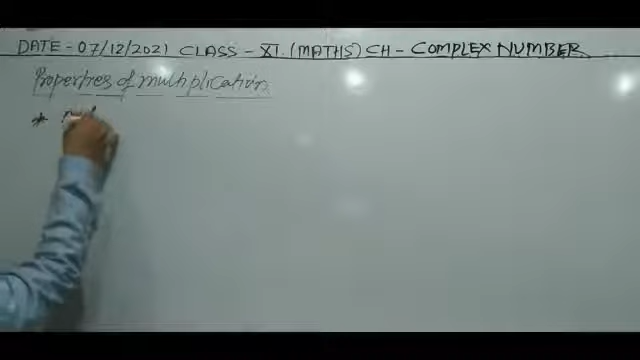 DATE - 07/12/2021 CLASS - XI. (MATHS) CH - COMPLEX NUMBER
Properties of multiplication
*